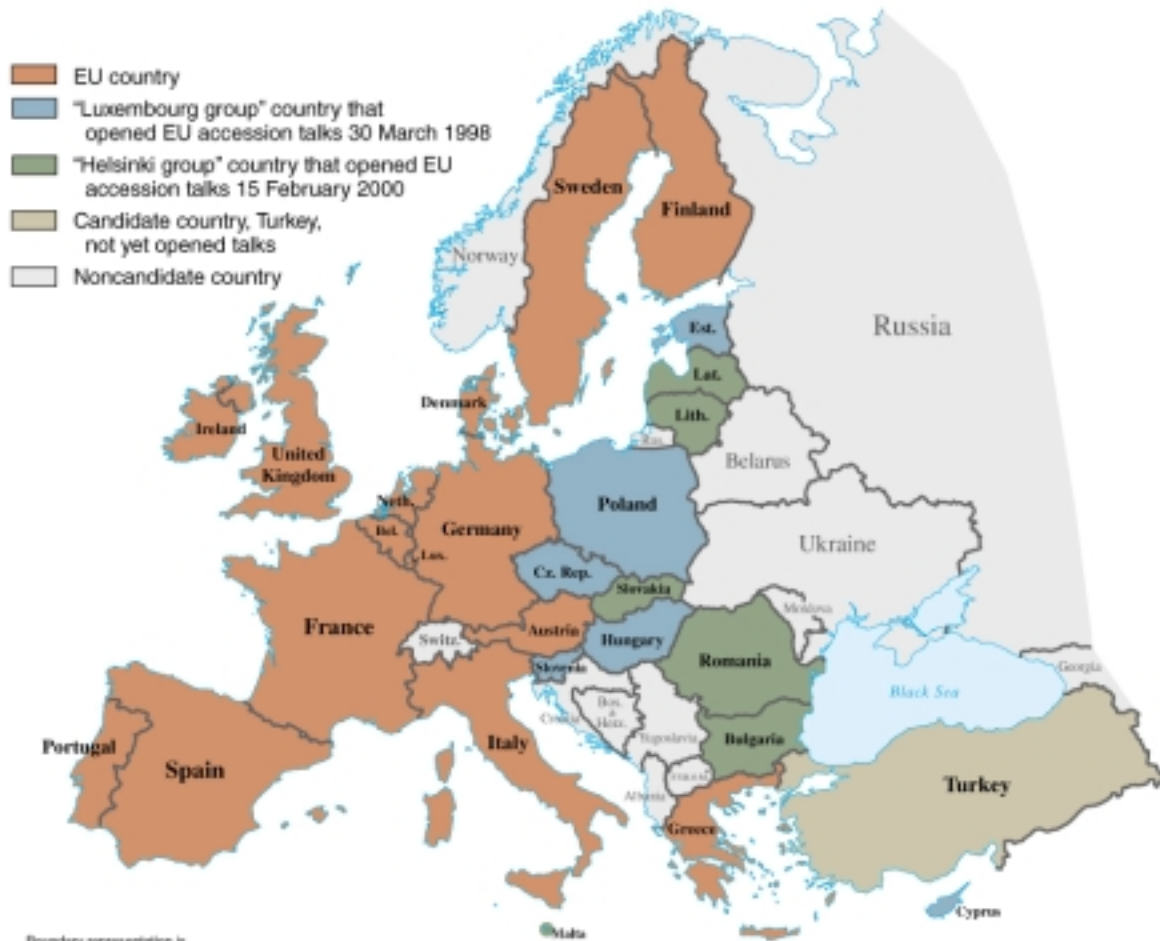 EU country
“Luxembourg group” country that
opened EU accession talks 30 March 1998
“Helsinki group” country that opened EU
accession talks 15 February 2000
Candidate country, Turkey,
not yet opened talks
Noncandidate country
Sweden
Finland
Norway
Russia
Est.
Lat.
Denmark
Lith.
Rus.
Ireland
United
Kingdom
Belarus
Neth.
Poland
Germany
Bel.
Ukraine
Lux.
Cz. Rep.
Slovakia
Moldova
France
Austria
Switz.
Hungary
Slovenia
Romania
Georgia
Black Sea
Bos.
&
Herz.
Croatia
Portugal
Spain
Italy
Yugoslavia
Bulgaria
Turkey
Albania
Greece
Cyprus
Malta
Boundary representation is